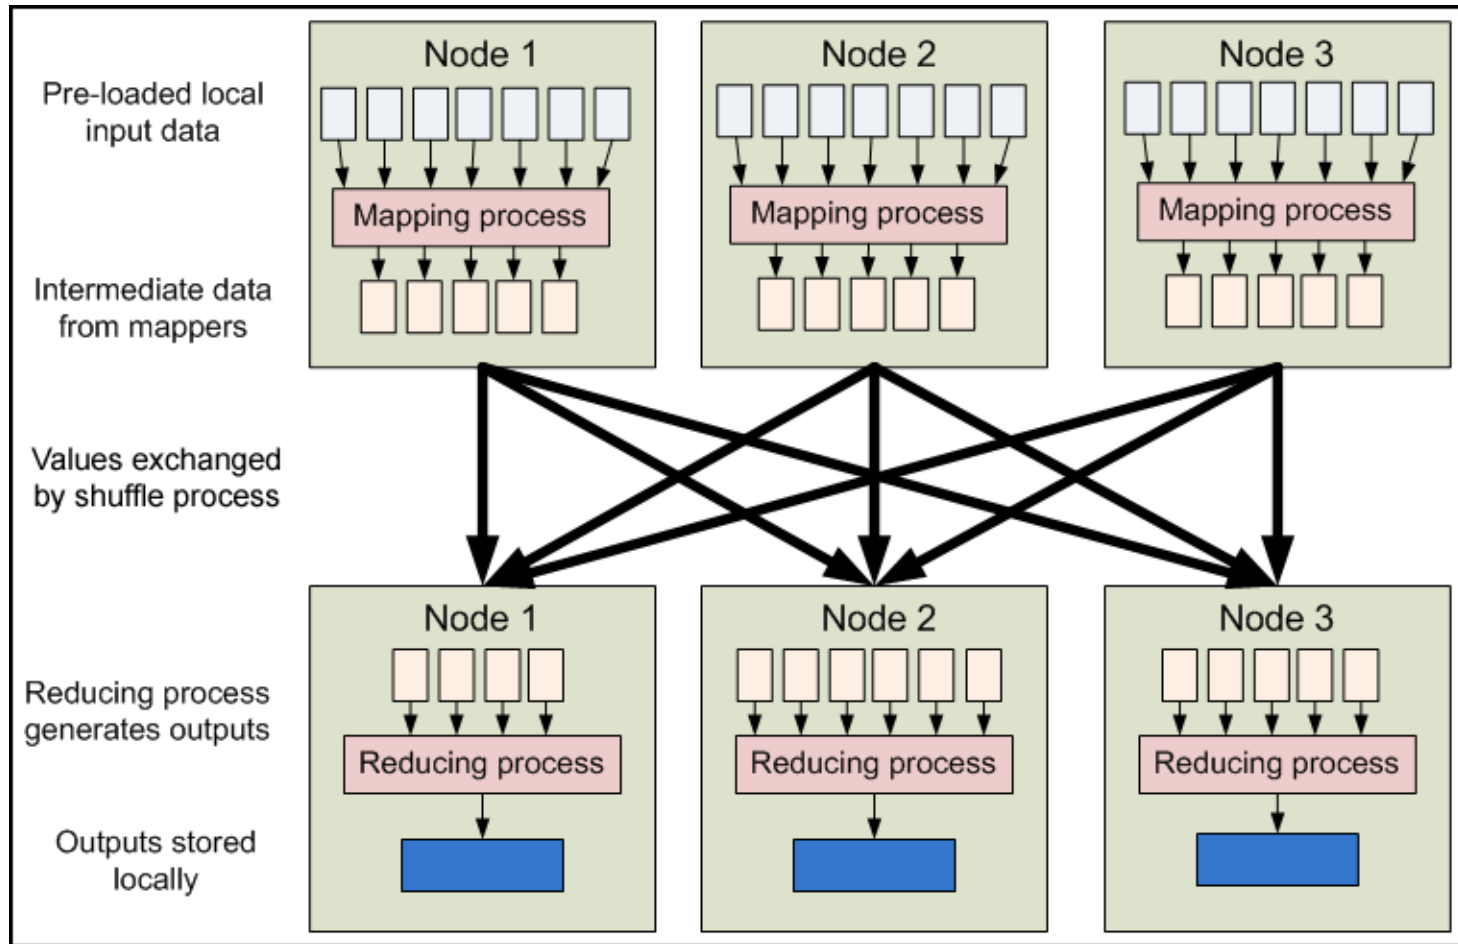 Node 1
Node 2
Node 3
Pre-loaded local
input data
Mapping process
Mapping process
Mapping process
Intermediate data
from mappers
Values exchanged
by shuffle process
Node 1
Node 2
Node 3
Reducing process
generates outputs
Reducing process
Reducing process
Reducing process
Outputs stored
locally